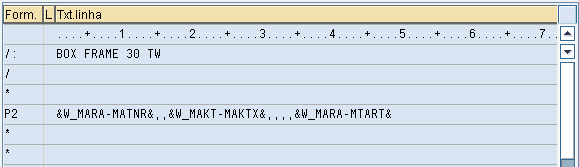 Form. L Txt.linha
....+....1....+....2....+....3....+....4....+....5....+....6....+....7..
/: BOX FRAME 30 TW
/
*
P2 &W_MARA-MATNR&,,&W_MAKT-MAKTX&,,,,&W_MARA-MTART&
*
*